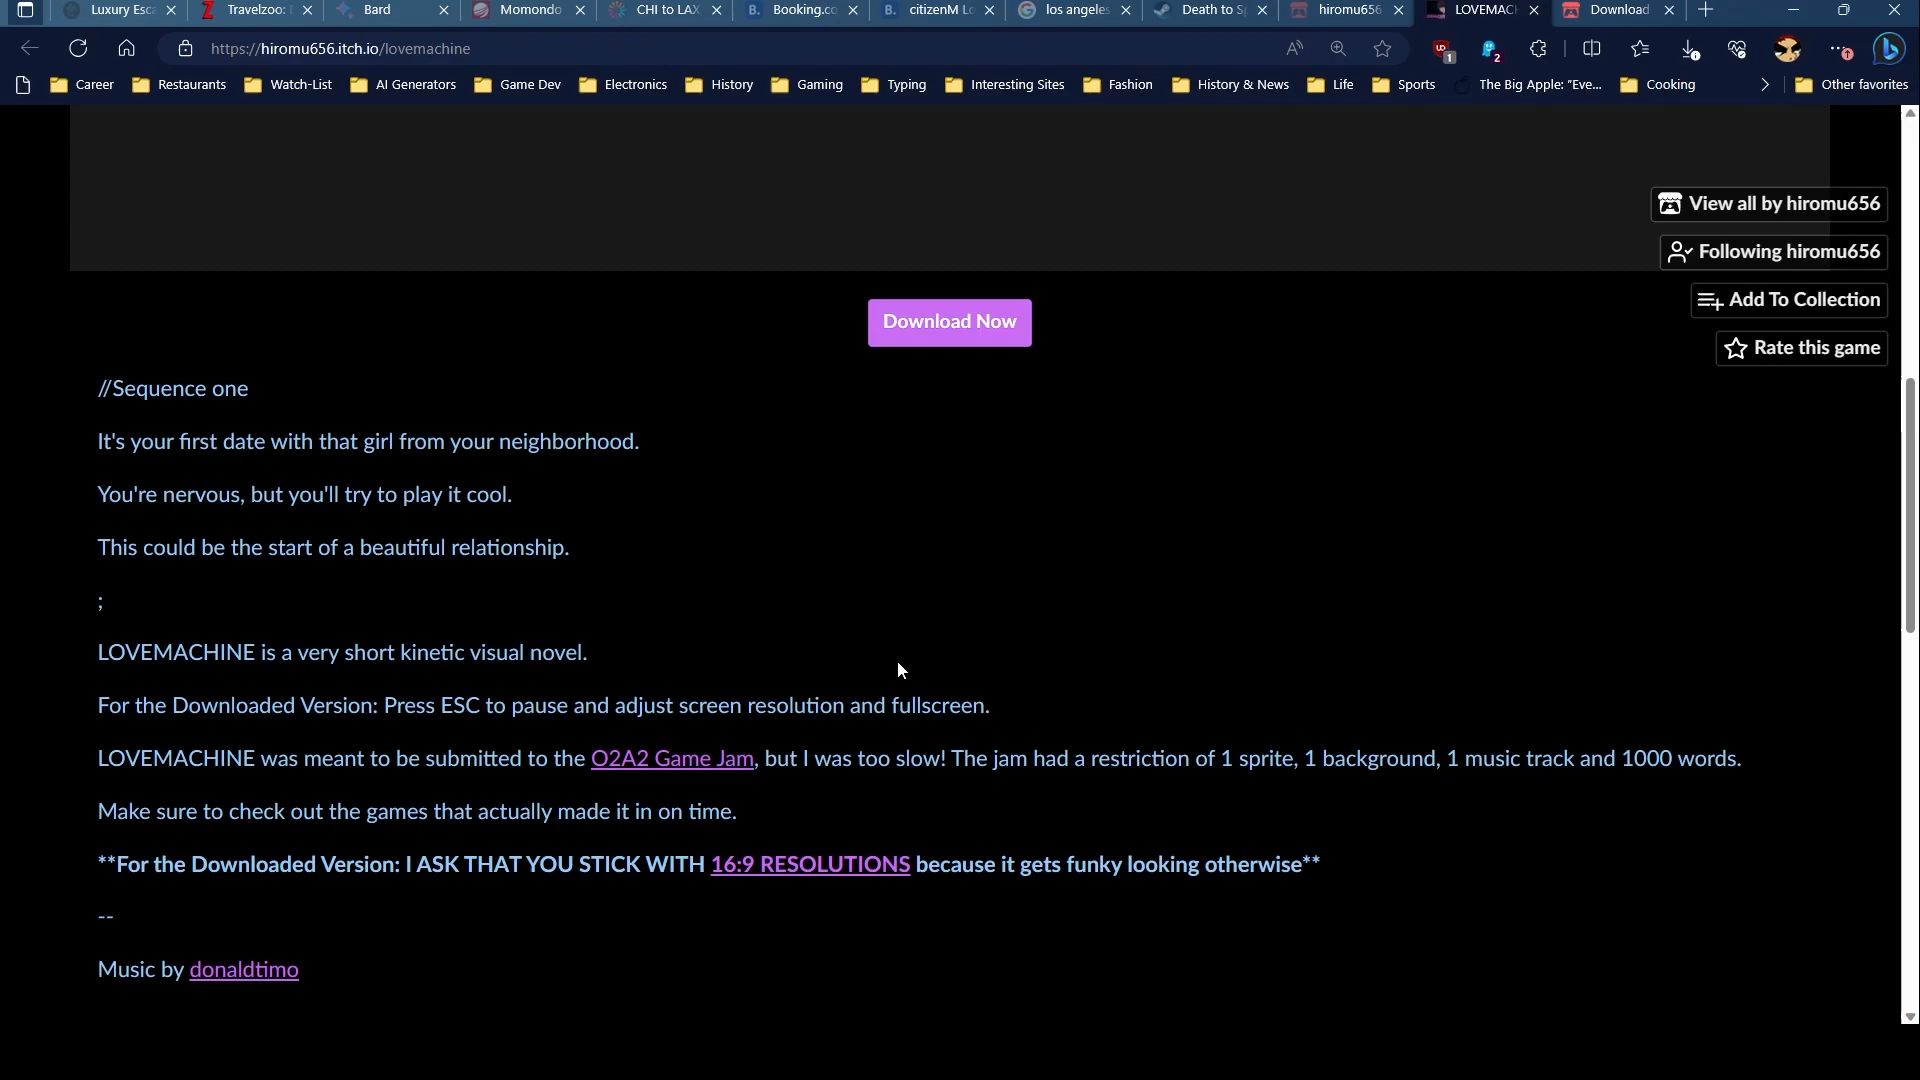 Luxury Esc
Travelzoo:
Bard
Momondo
CHI to LAX
Booking.co
citizenM Lo
los angeles
Death to Sp
hiromu656
LOVEMACH
Download
https://hiromu656.itch.io/lovemachine
1
2
Career
Restaurants
Watch-List
AI Generators
Game Dev
Electronics
History
Gaming
Typing
Interesting Sites
Fashion
History & News
Life
Sports
The Big Apple: "Eve...
Cooking
Other favorites
View all by hiromu656
Following hiromu656
Add To Collection
Rate this game
Download Now
//Sequence one
It's your first date with that girl from your neighborhood.
You're nervous, but you'll try to play it cool.
This could be the start of a beautiful relationship.
;
LOVEMACHINE is a very short kinetic visual novel.
For the Downloaded Version: Press ESC to pause and adjust screen resolution and fullscreen.
LOVEMACHINE was meant to be submitted to the O2A2 Game Jam, but I was too slow! The jam had a restriction of 1 sprite, 1 background, 1 music track and 1000 words.
Make sure to check out the games that actually made it in on time.
**For the Downloaded Version: I ASK THAT YOU STICK WITH 16:9 RESOLUTIONS because it gets funky looking otherwise**
--
Music by donaldtimo